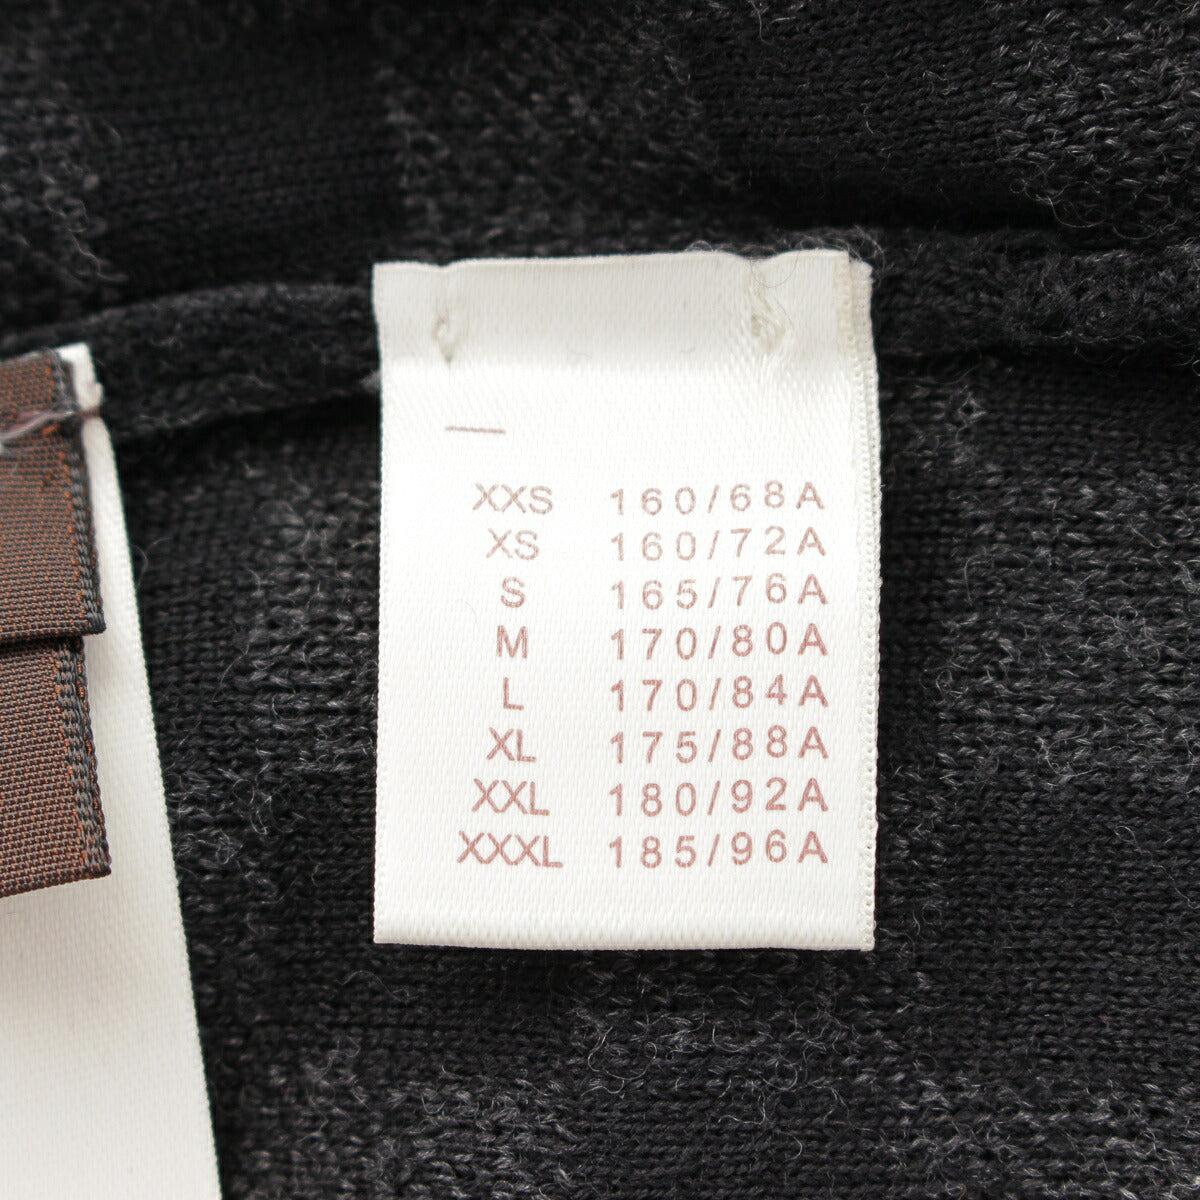 XXS 160/68A
XS 160/72A
S 165/76A
M 170/80A
L 170/84A
XL 175/88A
XXL 180/92A
XXXL 185/96A